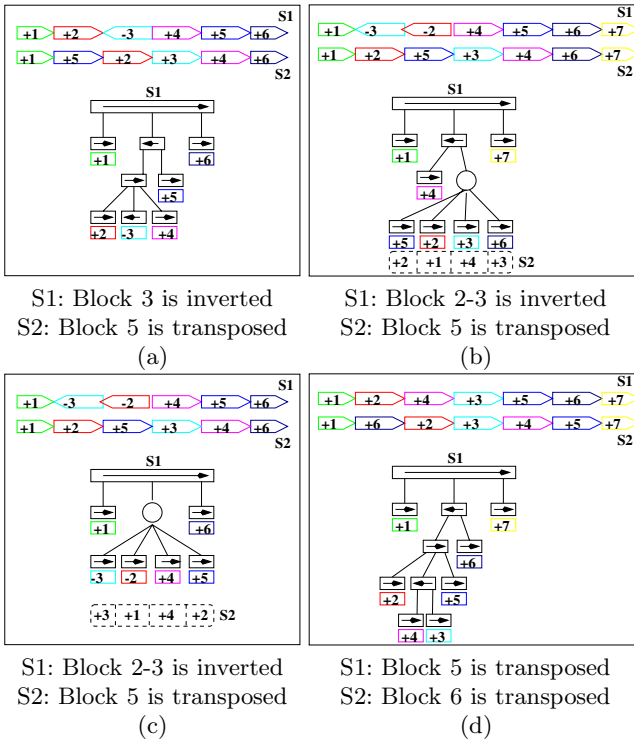 S1
+1 +2 -3 +4 +5 +6
+1 +5 +2 +3 +4 +6
S2
S1
+1 +6
+5
+2 -3 +4
S1: Block 3 is inverted
S2: Block 5 is transposed
(a)
S1
+1 -3 -2 +4 +5 +6 +7
+1 +2 +5 +3 +4 +6 +7
S2
S1
+1 +7
+4
+5 +2 +3 +6
+2 +1 +4 +3 S2
S1: Block 2-3 is inverted
S2: Block 5 is transposed
(b)
S1
+1 -3 -2 +4 +5 +6
+1 +2 +5 +3 +4 +6
S2
S1
+1 +6
-3 -2 +4 +5
+3 +1 +4 +2 S2
S1: Block 2-3 is inverted
S2: Block 5 is transposed
(c)
S1
+1 +2 +4 +3 +5 +6 +7
+1 +6 +2 +3 +4 +5 +7
S2
S1
+1 +7
+6
+2 +5
+4 +3
S1: Block 5 is transposed
S2: Block 6 is transposed
(d)